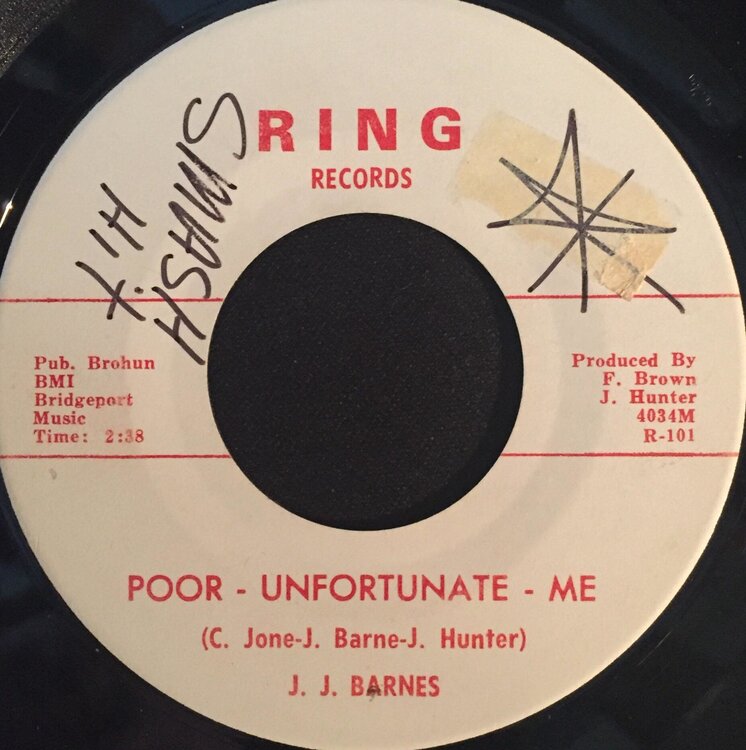 RING
RECORDS
SMASH
HIT
Pub. Brohun
BMI
Bridgeport
Music
Time: 2:38
Produced By
F. Brown
J. Hunter
4034M
R-101
POOR - UNFORTUNATE - ME
(C. Jone-J. Barne-J. Hunter)
J. J. BARNES